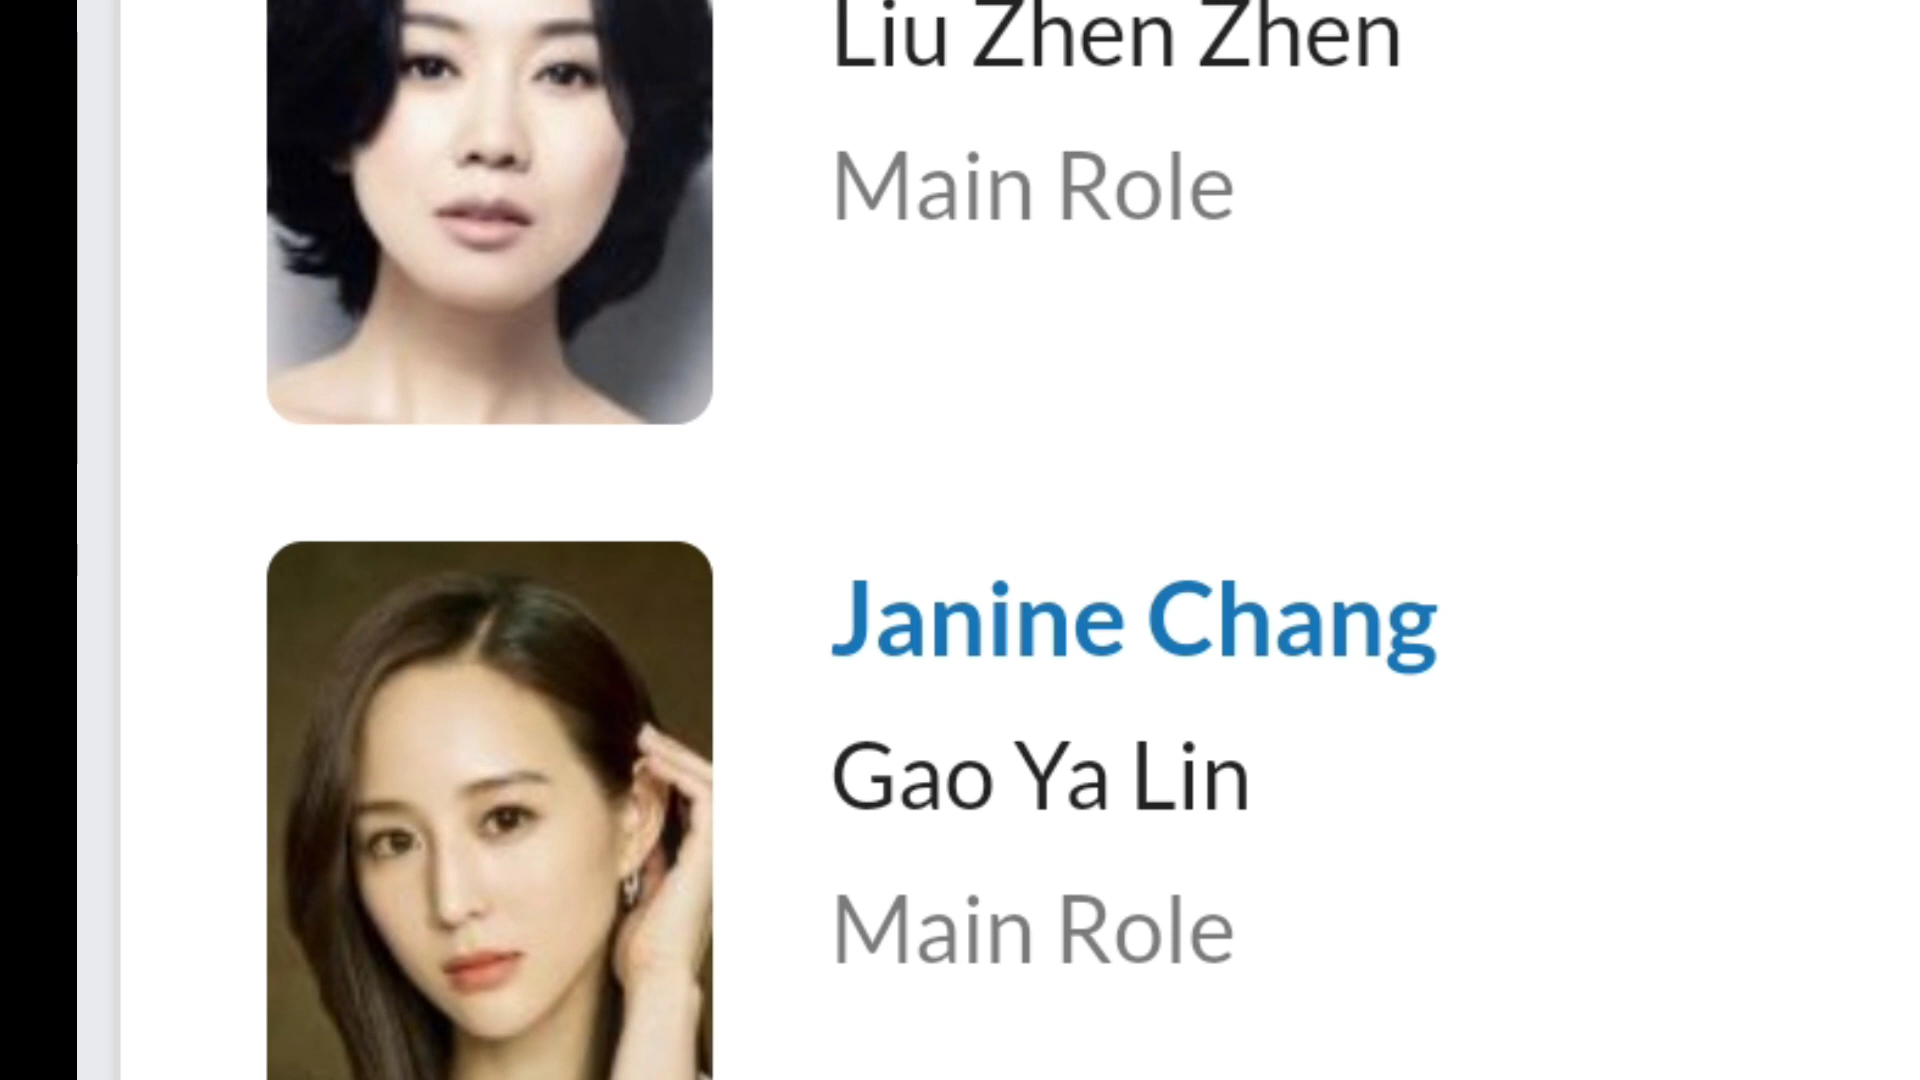 Liu Zhen Zhen
Main Role
Janine Chang
Gao Ya Lin
Main Role